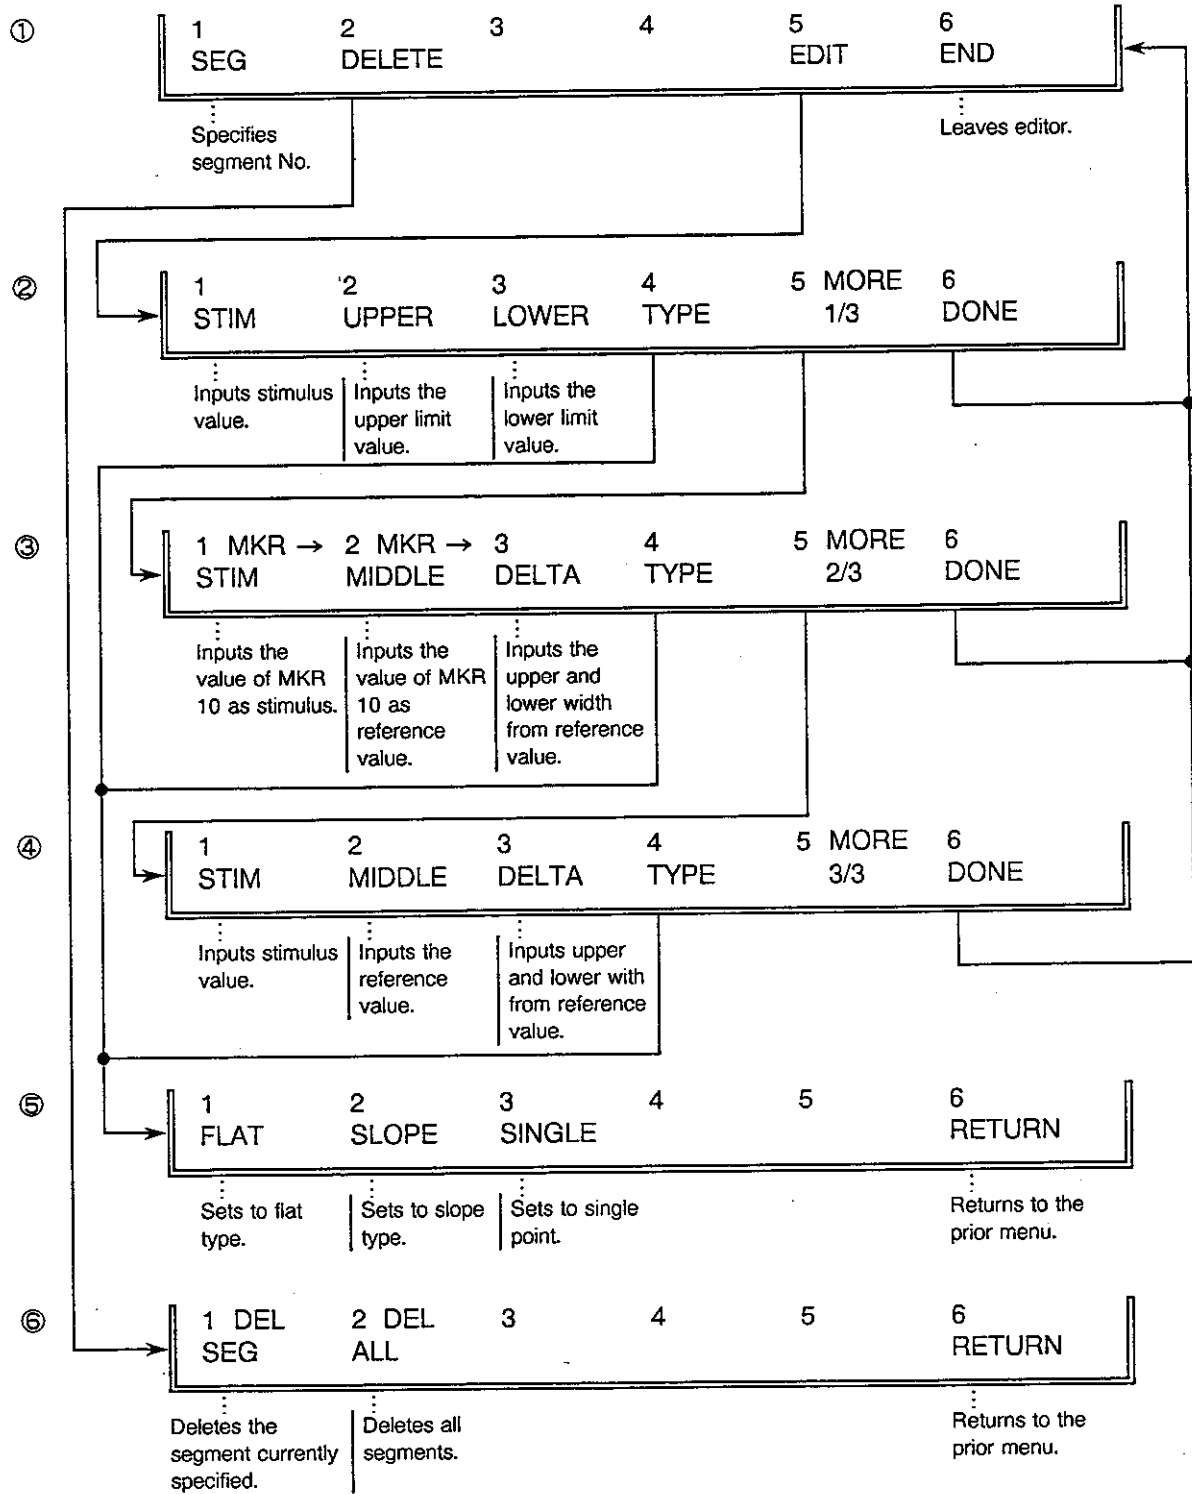 ① 1 2 3 4 5 6
SEG DELETE EDIT END
Specifies
segment No.
Leaves editor.
② 1 2 3 4 5 MORE 6
STIM UPPER LOWER TYPE 1/3 DONE
Inputs stimulus
value.
Inputs the
upper limit
value.
Inputs the
lower limit
value.
③ 1 MKR → 2 MKR → 3 4 5 MORE 6
STIM MIDDLE DELTA TYPE 2/3 DONE
Inputs the
value of MKR
10 as stimulus.
Inputs the
value of MKR
10 as
reference
value.
Inputs the
upper and
lower width
from reference
value.
④ 1 2 3 4 5 MORE 6
STIM MIDDLE DELTA TYPE 3/3 DONE
Inputs stimulus
value.
Inputs the
reference
value.
Inputs upper
and lower with
from reference
value.
⑤ 1 2 3 4 5 6
FLAT SLOPE SINGLE RETURN
Sets to flat
type.
Sets to slope
type.
Sets to single
point.
Returns to the
prior menu.
⑥ 1 DEL 2 DEL 3 4 5 6
SEG ALL RETURN
Deletes the
segment currently
specified.
Deletes all
segments.
Returns to the
prior menu.